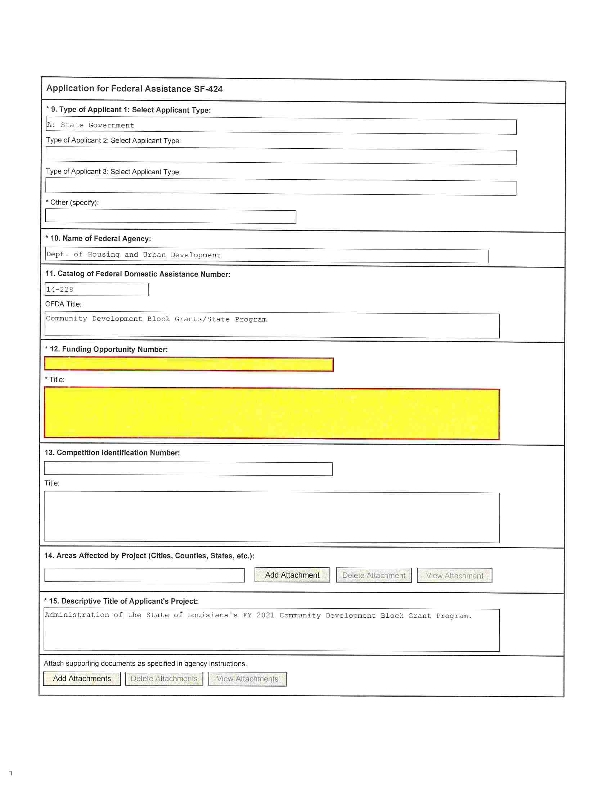 Application for Federal Assistance SF-424
* 9. Type of Applicant 1: Select Applicant Type:
A: State Government
Type of Applicant 2: Select Applicant Type:
Type of Applicant 3: Select Applicant Type:
* Other (specify):
* 10. Name of Federal Agency:
Dept. of Housing and Urban Development
11. Catalog of Federal Domestic Assistance Number:
14-228
CFDA Title:
Community Development Block Grants/State Program
* 12. Funding Opportunity Number:
* Title:
13. Competition Identification Number:
Title:
14. Areas Affected by Project (Cities, Counties, States, etc.):
Add Attachment Delete Attachment View Attachment
* 15. Descriptive Title of Applicant's Project:
Administration of the State of Louisiana's FY 2021 Community Development Block Grant Program.
Attach supporting documents as specified in agency instructions.
Add Attachments Delete Attachments View Attachments
1